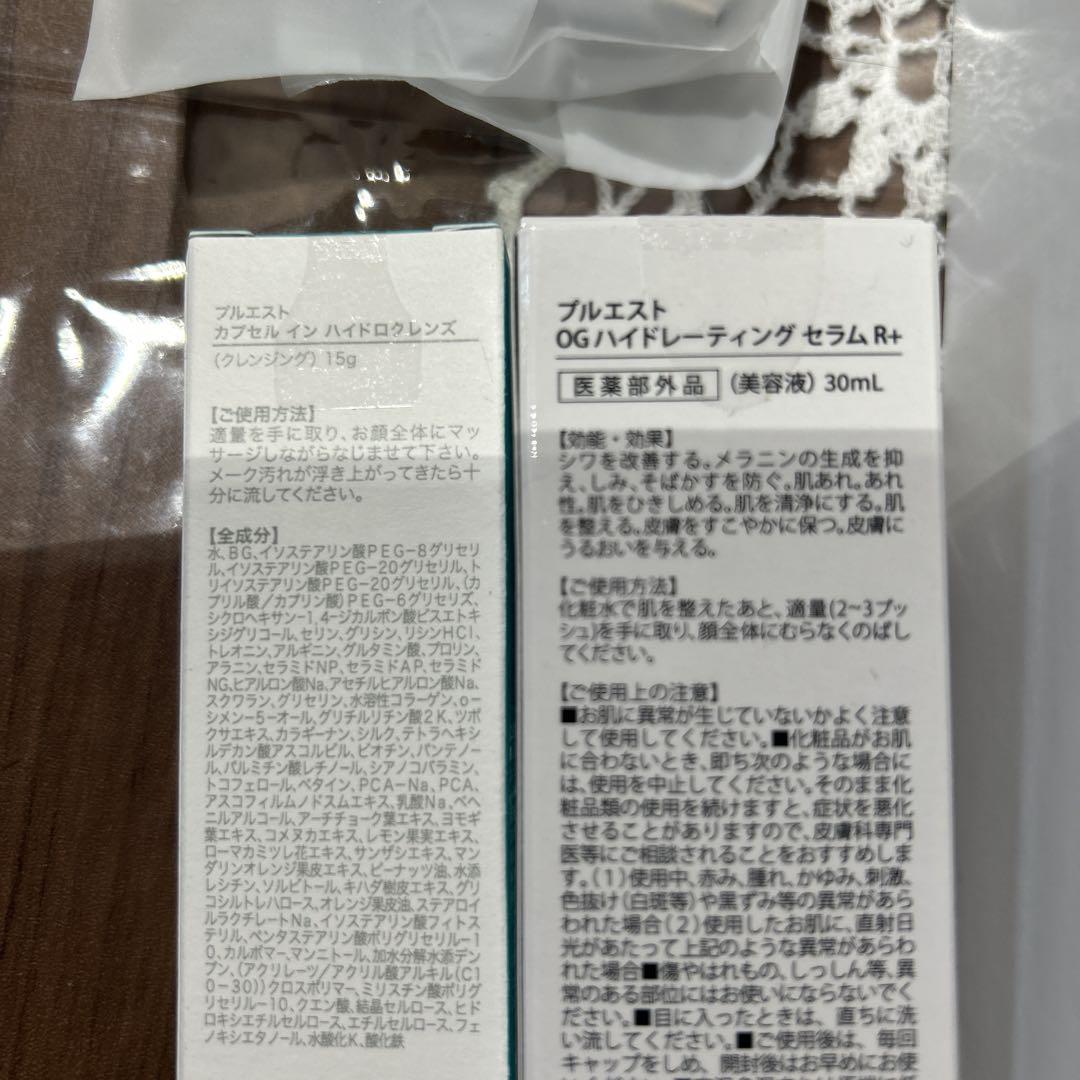 プルエスト
カプセル イン ハイドロクレンズ
(クレンジング) 15g
【ご使用方法】
適量を手に取り、お顔全体にマッ
サージしながらなじませて下さい。
メーク汚れが浮き上がってきたら十
分に流してください。
【全成分】
水、BG、イソステアリン酸PEG-8グリセリ
ル、イソステアリン酸PEG-20グリセリル、ト
リイソステアリン酸PEG-20グリセリル、(カ
プリル酸/カプリン酸)PEG-6グリセリズ、
シクロヘキサン-1,4-ジカルボン酸ビスエトキ
シジグリコール、セリン、グリシン、リシンHCl、
トレオニン、アルギニン、グルタミン酸、プロリン、
アラニン、セラミドNP、セラミドAP、セラミド
NG、ヒアルロン酸Na、アセチルヒアルロン酸Na、
スクワラン、グリセリン、水溶性コラーゲン、o-
シメン-5-オール、グリチルリチン酸2K、ツボ
クサエキス、カラギーナン、シルク、テトラヘキシ
ルデカン酸アスコルビル、ビオチン、パンテノー
ル、パルミチン酸レチノール、シアノコバラミン、
トコフェロール、ベタイン、PCA-Na、PCA、
アスコフィルムノドスムエキス、乳酸Na、ベヘ
ニルアルコール、アーチチョーク葉エキス、ヨモギ
葉エキス、コメヌカエキス、レモン果実エキス、
ローマカミツレ花エキス、サンザシエキス、マン
ダリンオレンジ果皮エキス、ピーナッツ油、水添
レシチン、ソルビトール、キハダ樹皮エキス、グリ
コシルトレハロース、オレンジ果皮油、ステアロイ
ルラクチレートNa、イソステアリン酸フィトステ
リル、ペンタステアリン酸ポリグリセリル-1
0、カルボマー、マンニトール、加水分解水添デン
プン、(アクリレーツ/アクリル酸アルキル(C1
0-30))クロスポリマー、ミリスチン酸ポリグ
リセリル-10、クエン酸、結晶セルロース、ヒド
ロキシエチルセルロース、エチルセルロース、フェ
ノキシエタノール、水酸化K、酸化鉄
プルエスト
OG ハイドレーティング セラム R+
医薬部外品 (美容液) 30mL
【効能・効果】
シワを改善する。メラニンの生成を抑
え、しみ、そばかすを防ぐ。肌あれ。あれ
性。肌をひきしめる。肌を清浄にする。肌
を整える。皮膚をすこやかに保つ。皮膚に
うるおいを与える。
【ご使用方法】
化粧水で肌を整えたあと、適量(2~3プッ
シュ)を手に取り、顔全体にむらなくのばし
てください。
【ご使用上の注意】
■お肌に異常が生じていないかよく注意
して使用してください。■化粧品がお肌
に合わないとき、即ち次のような場合に
は、使用を中止してください。そのまま化
粧品類の使用を続けますと、症状を悪化
させることがありますので、皮膚科専門
医等にご相談されることをおすすめしま
す。(1)使用中、赤み、腫れ、かゆみ、刺激、
色抜け(白斑等)や黒ずみ等の異常があら
われた場合(2)使用したお肌に、直射日
光があたって上記のような異常があらわ
れた場合■傷やはれもの、しっしん等、異
常のある部位にはお使いにならないでく
ださい。■目に入ったときは、直ちに洗
い流してください。■ご使用後は、毎回
キャップをしめ、開封後はお早めにお使